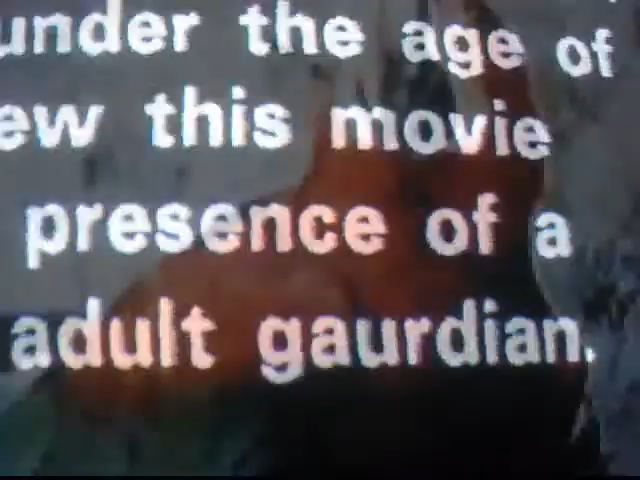 under the age of
ew this movie
presence of a
adult gaurdian.